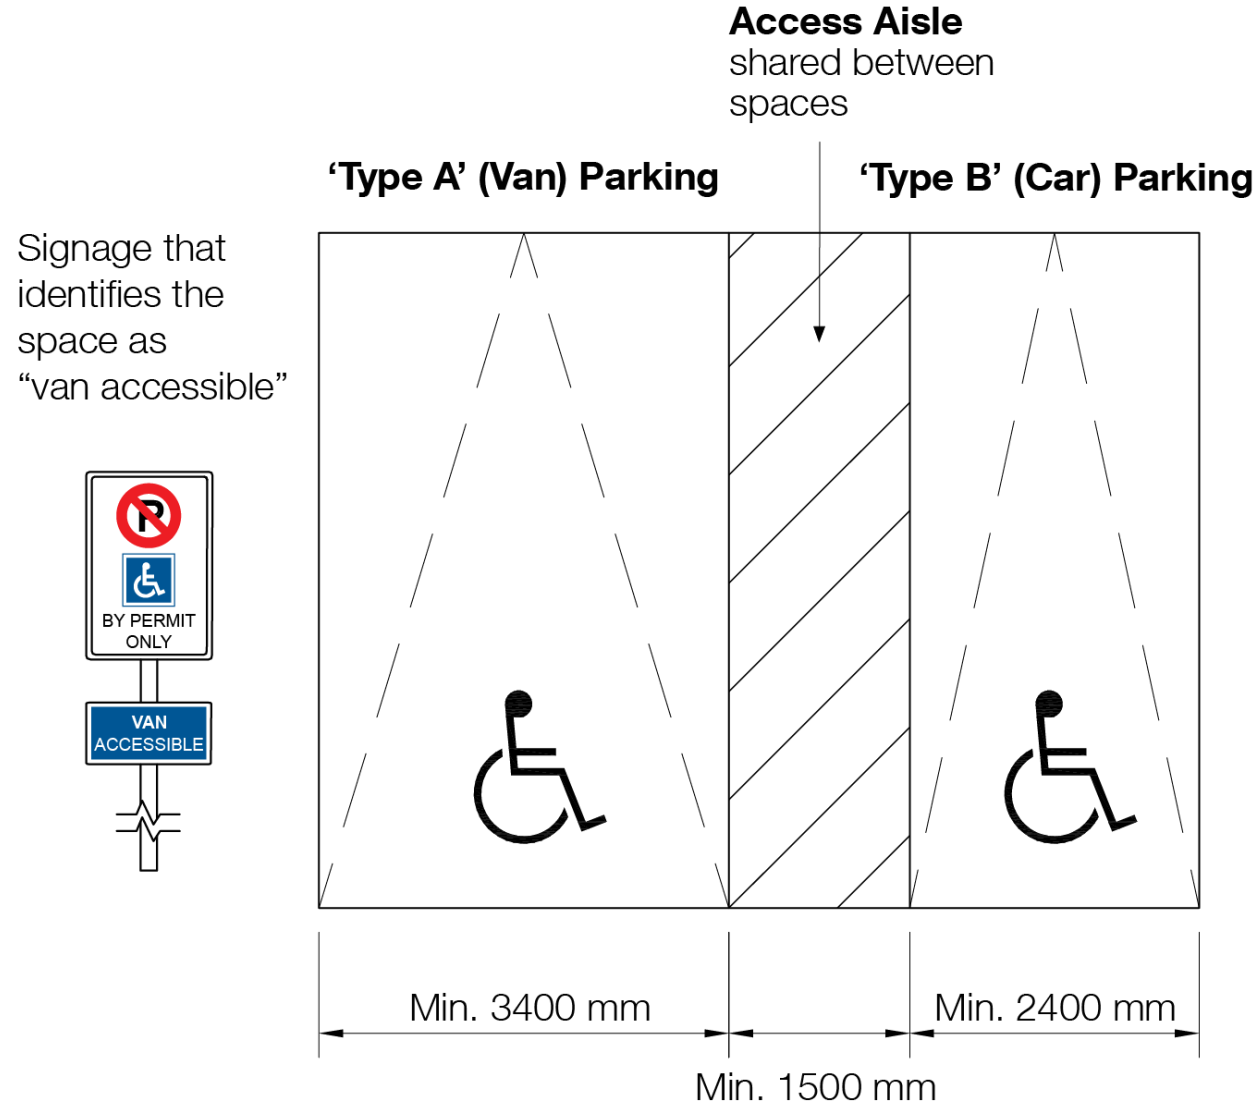 Access Aisle
shared between
spaces
‘Type A’ (Van) Parking
‘Type B’ (Car) Parking
Signage that
identifies the
space as
“van accessible”
P
BY PERMIT
ONLY
VAN
ACCESSIBLE
Min. 3400 mm
Min. 2400 mm
Min. 1500 mm